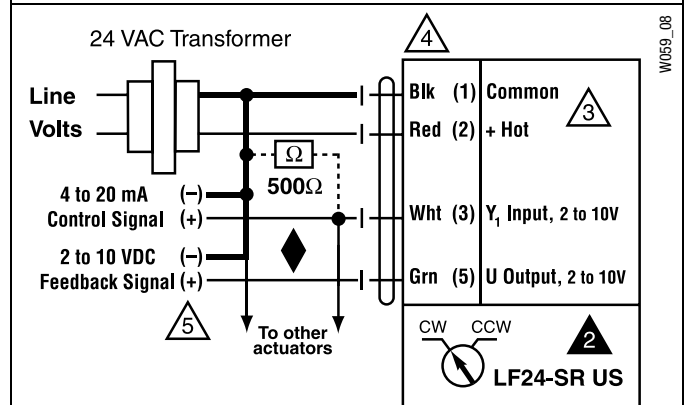 W059_08
24 VAC Transformer
4
Line
Volts
Blk (1) Common
3
Red (2) + Hot
Ω
500Ω
4 to 20 mA (–)
Control Signal (+)
Wht (3) Y1 Input, 2 to 10V
2 to 10 VDC (–)
Feedback Signal (+)
Grn (5) U Output, 2 to 10V
5
To other
actuators
CW CCW
2
LF24-SR US